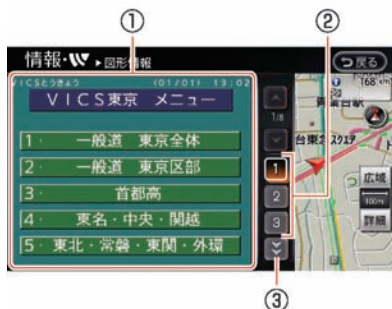 ① ②
情報・W ▸ 図形情報
戻る
VICSとうきょう (01/01) 13:02
VICS東京 メニュー
1・ 一般道 東京全体
2・ 一般道 東京区部
3・ 首都高
4・ 東名・中央・関越
5・ 東北・常磐・東関・外環
1/8
1
2
3
台東
広域
100m
詳細
③